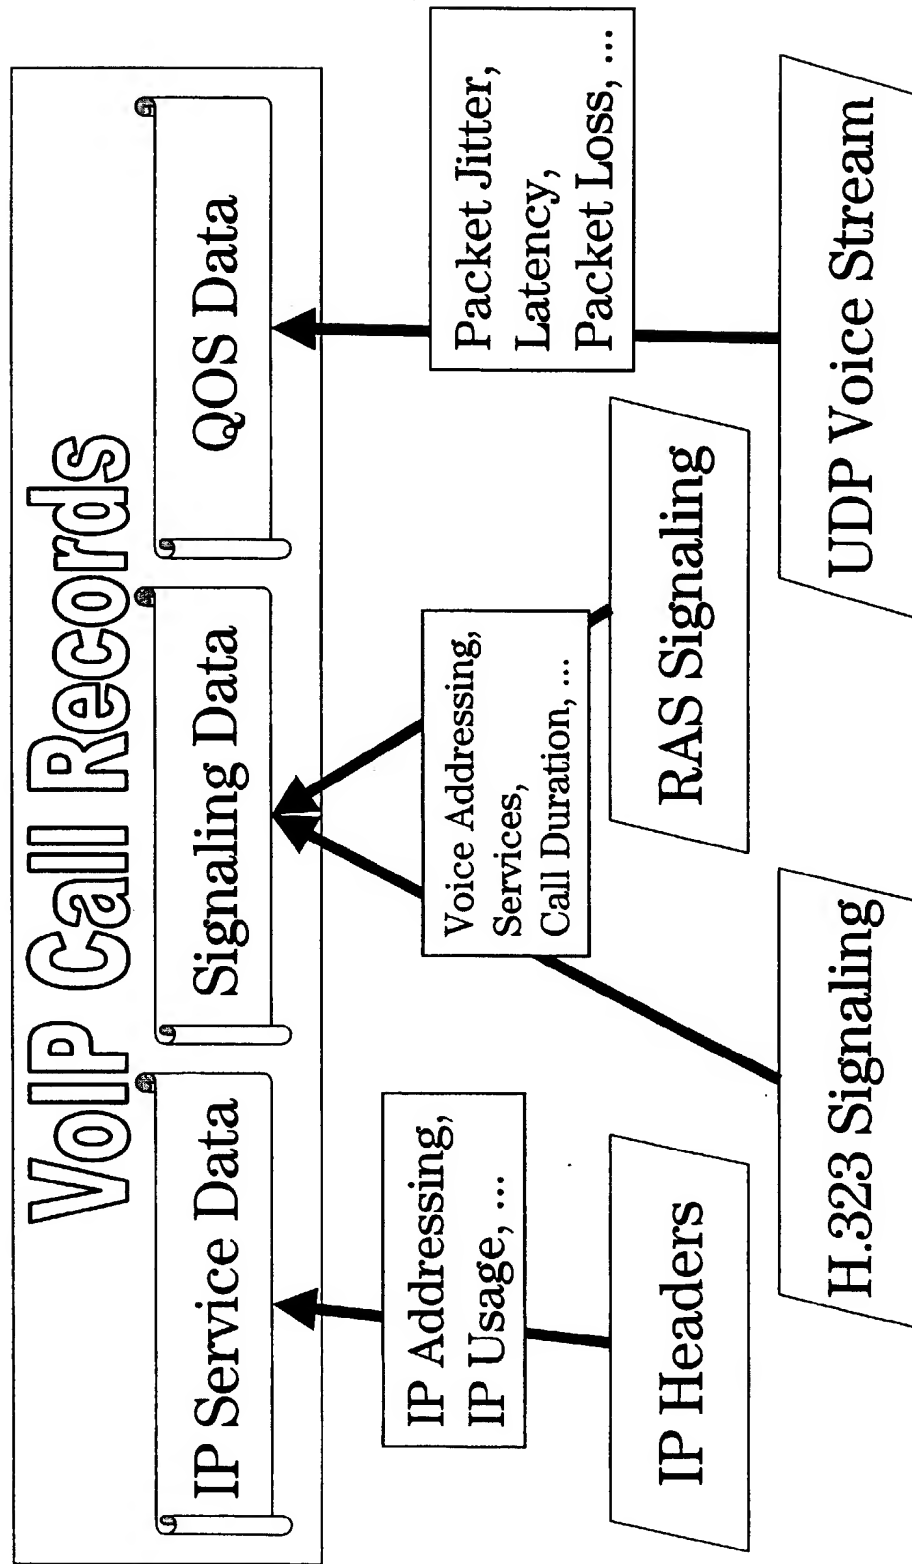 VoIP Call Records
IP Service Data
Signaling Data
QOS Data
IP Addressing,
IP Usage, ...
Voice Addressing,
Services,
Call Duration, ...
Packet Jitter,
Latency,
Packet Loss, ...
IP Headers
H.323 Signaling
RAS Signaling
UDP Voice Stream